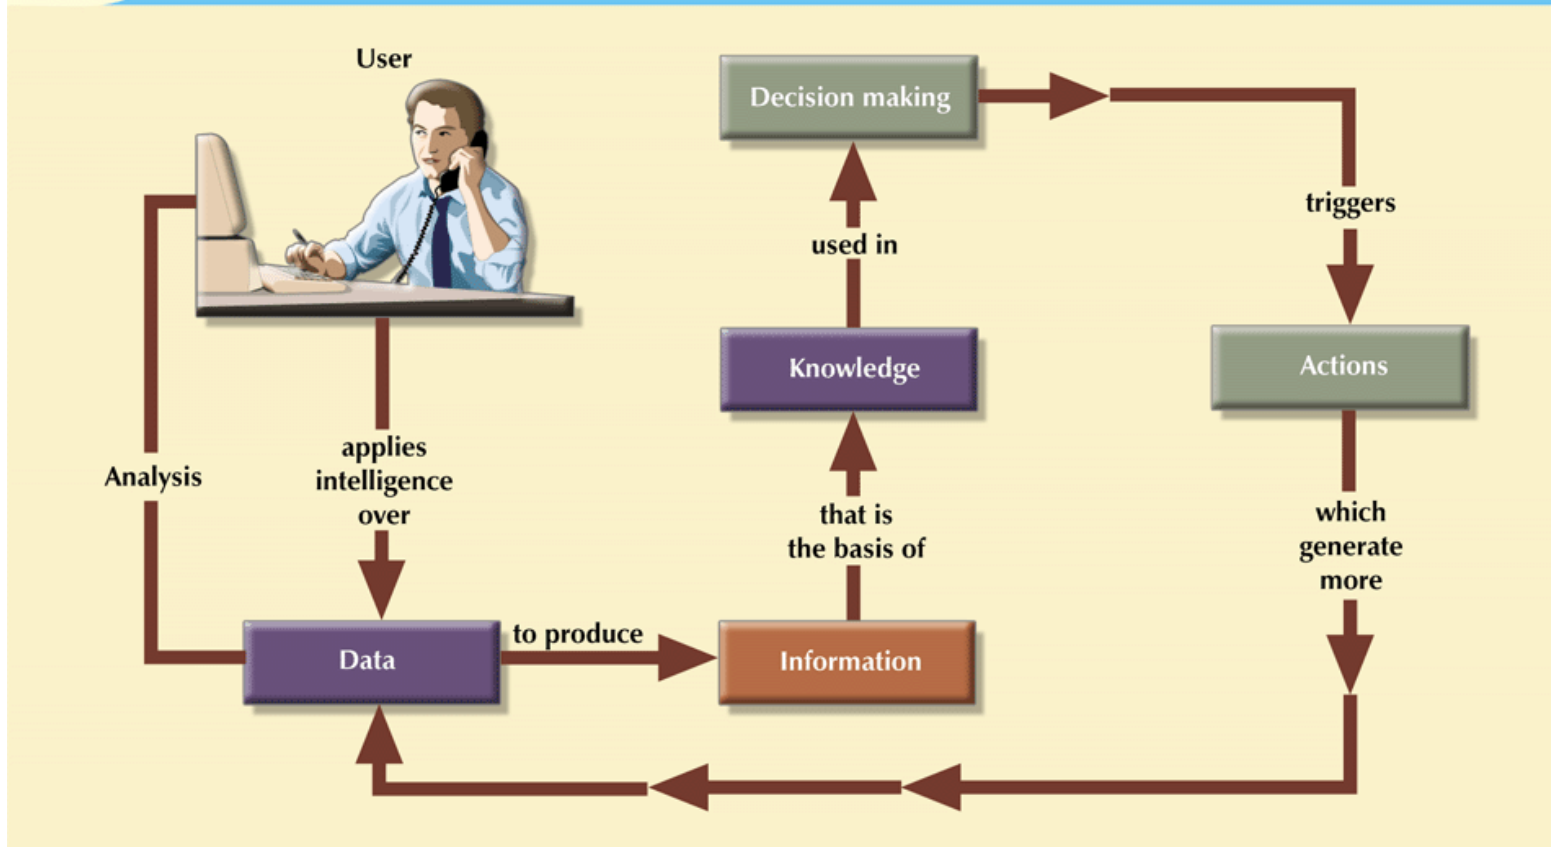 User
Decision making
triggers
used in
Knowledge
Actions
applies
intelligence
over
Analysis
that is
the basis of
which
generate
more
Data
to produce
Information